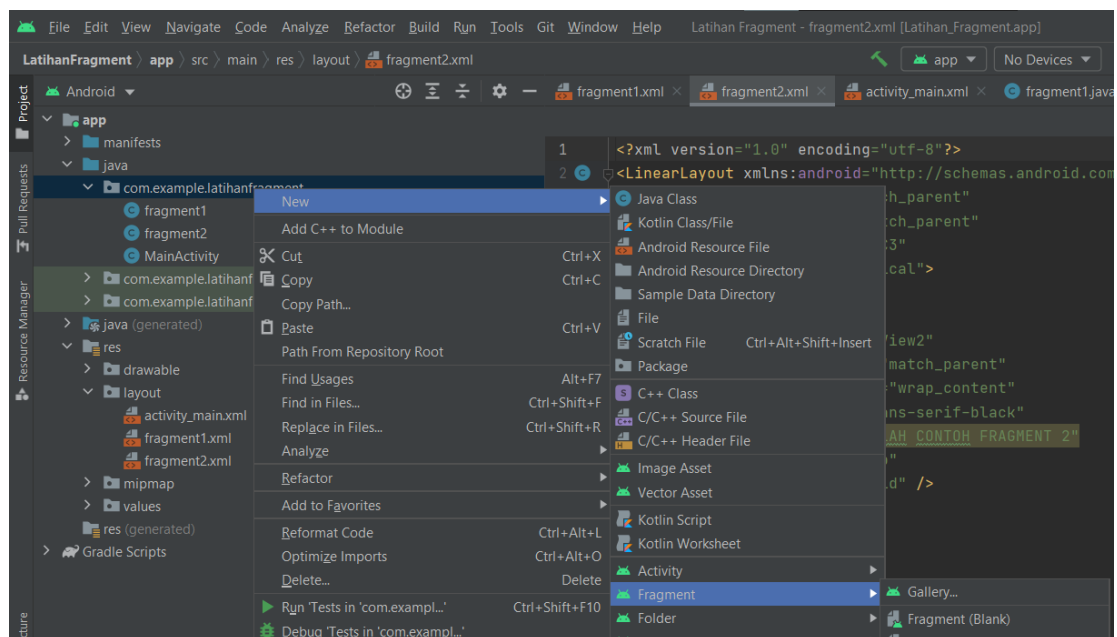 File Edit View Navigate Code Analyze Refactor Build Run Tools Git Window Help Latihan Fragment - fragment2.xml [Latihan_Fragment.app]
LatihanFragment app src main res layout fragment2.xml app No Devices
Project
Pull Requests
Resource Manager
Android
fragment1.xml fragment2.xml activity_main.xml fragment1.java
app
manifests
java
com.example.latihanfragment
fragment1
fragment2
MainActivity
com.example.latihanf
com.example.latihanf
java (generated)
res
drawable
layout
activity_main.xml
fragment1.xml
fragment2.xml
mipmap
values
res (generated)
Gradle Scripts
1 <?xml version="1.0" encoding="utf-8"?>
2 <LinearLayout xmlns:android="http://schemas.android.com
h_parent"
ch_parent"
3"
cal">
iew2"
match_parent"
"wrap_content"
ns-serif-black"
AH CONTOH FRAGMENT 2"
"
d" />
New
Add C++ to Module
Cut Ctrl+X
Copy Ctrl+C
Copy Path...
Paste Ctrl+V
Path From Repository Root
Find Usages Alt+F7
Find in Files... Ctrl+Shift+F
Replace in Files... Ctrl+Shift+R
Analyze
Refactor
Add to Favorites
Reformat Code Ctrl+Alt+L
Optimize Imports Ctrl+Alt+O
Delete... Delete
Run 'Tests in 'com.exampl...' Ctrl+Shift+F10
Debug 'Tests in 'com.exampl...'
Java Class
Kotlin Class/File
Android Resource File
Android Resource Directory
Sample Data Directory
File
Scratch File Ctrl+Alt+Shift+Insert
Package
C++ Class
C/C++ Source File
C/C++ Header File
Image Asset
Vector Asset
Kotlin Script
Kotlin Worksheet
Activity
Fragment
Folder
Gallery...
Fragment (Blank)